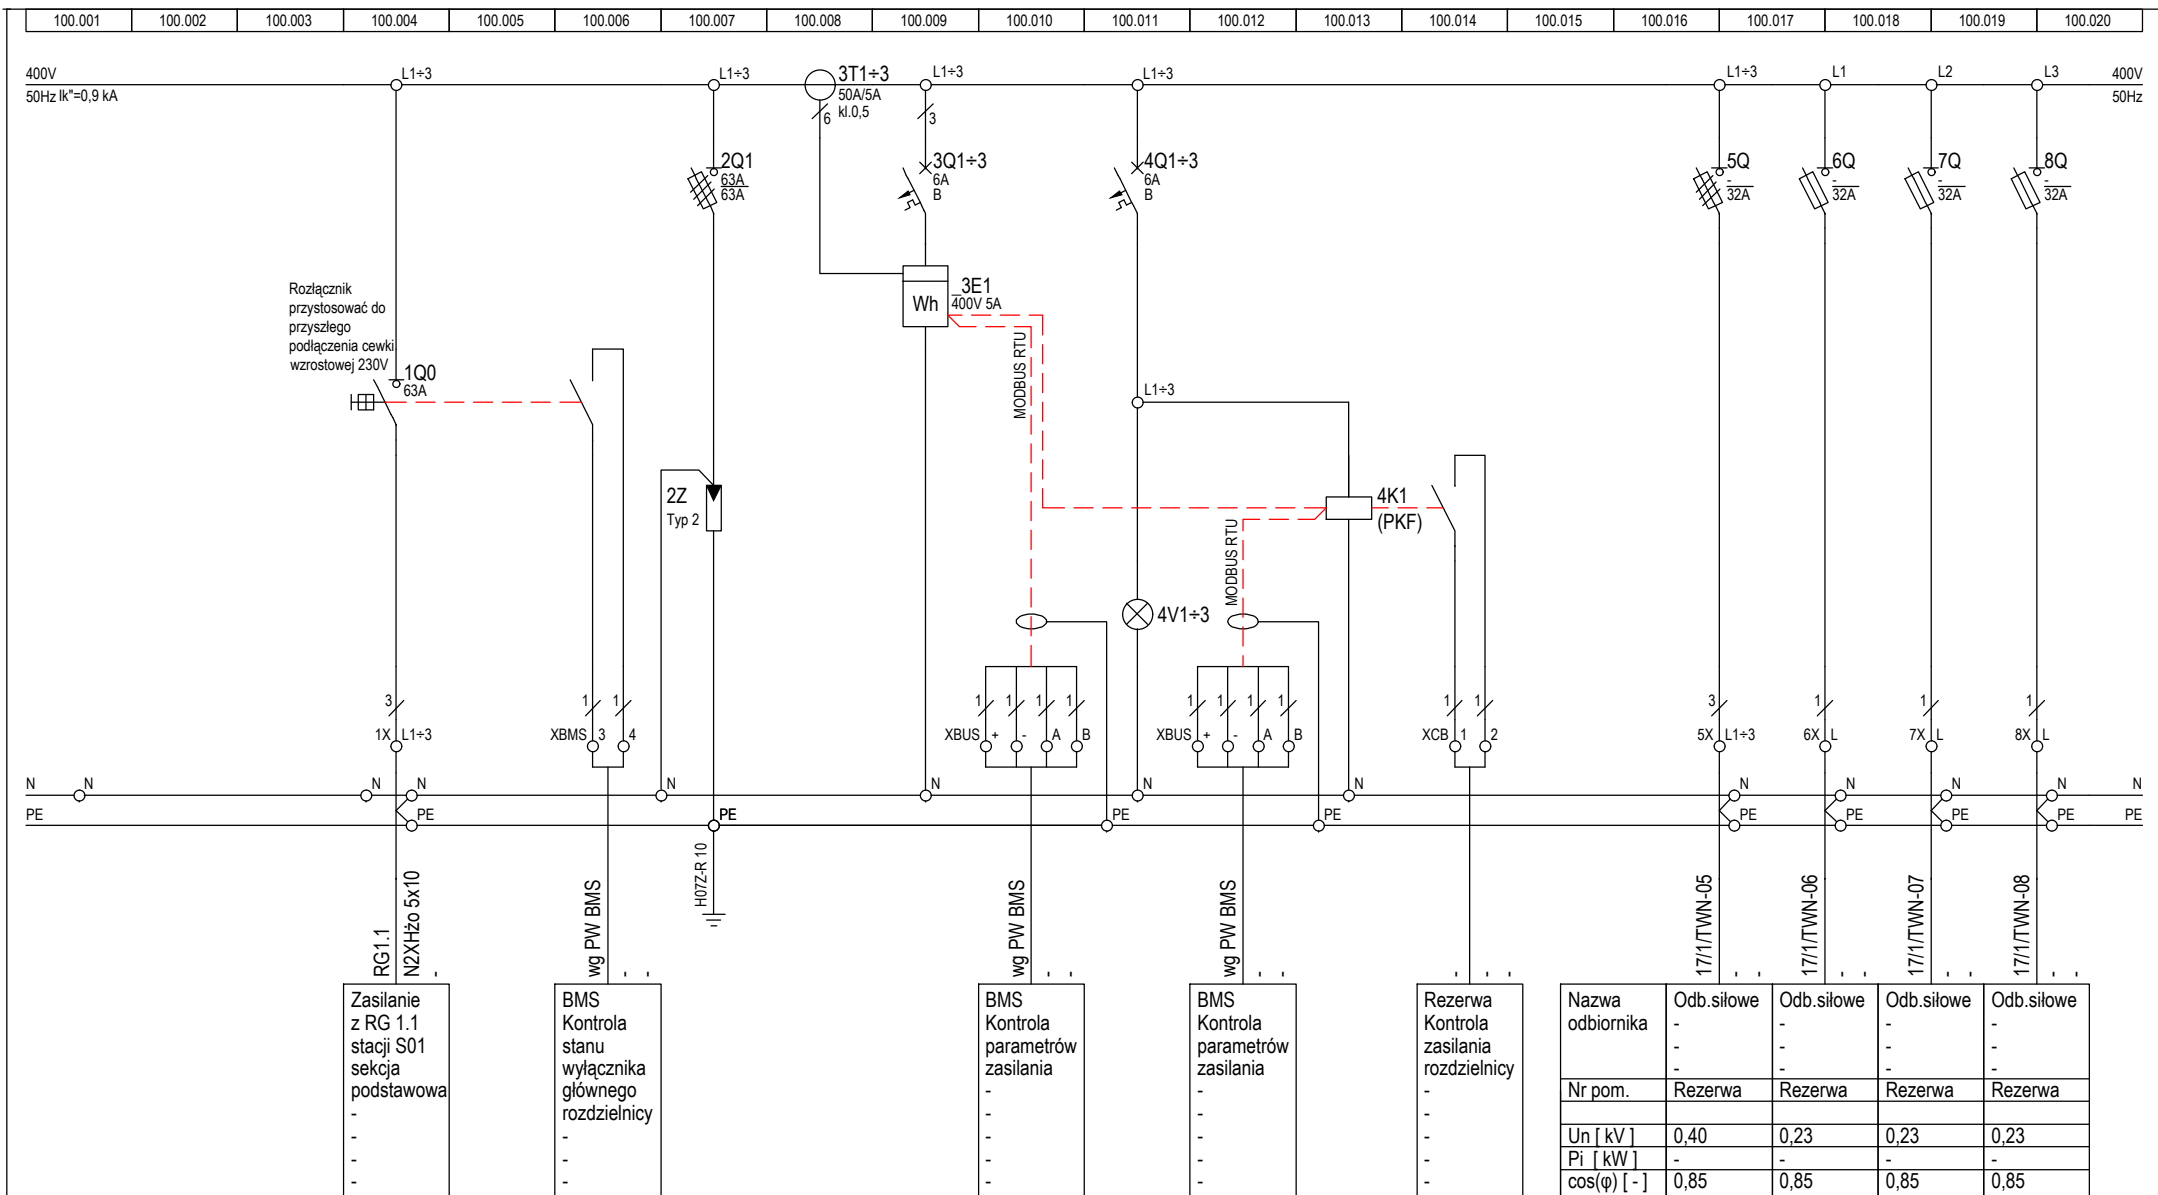 100.001 100.002 100.003 100.004 100.005 100.006 100.007 100.008 100.009 100.010 100.011 100.012 100.013 100.014 100.015 100.016 100.017 100.018 100.019 100.020
400V
50Hz Ik"=0,9 kA
L1÷3
L1÷3
3T1÷3
50A/5A
kl.0,5
6
L1÷3
3
L1÷3
L1÷3
L1
L2
L3
400V
50Hz
2Q1
63A
63A
3Q1÷3
6A
B
4Q1÷3
6A
B
5Q
-
32A
6Q
-
32A
7Q
-
32A
8Q
-
32A
Rozłącznik
przystosować do
przyszłego
podłączenia cewki
wzrostowej 230V
1Q0
63A
Wh
_3E1
400V 5A
MODBUS RTU
L1÷3
2Z
Typ 2
4K1
(PKF)
MODBUS RTU
4V1÷3
3
1 1
1 1 1 1
1 1 1 1
1 1
3
1
1
1
1X L1÷3
XBMS 3 4
XBUS + - A B
XBUS + - A B
XCB 1 2
5X L1÷3
6X L
7X L
8X L
N N N N N N N N N N N N N
PE PE PE PE PE PE PE PE PE PE
RG1.1
N2XHżo 5x10
-
wg PW BMS
- -
H07Z-R 10
wg PW BMS
- -
wg PW BMS
- -
- - -
17/1/TWN-05
- -
17/1/TWN-06
- -
17/1/TWN-07
- -
17/1/TWN-08
- -
Zasilanie
z RG 1.1
stacji S01
sekcja
podstawowa
-
-
-
-
BMS
Kontrola
stanu
wyłącznika
głównego
rozdzielnicy
-
-
-
BMS
Kontrola
parametrów
zasilania
-
-
-
-
-
BMS
Kontrola
parametrów
zasilania
-
-
-
-
-
Rezerwa
Kontrola
zasilania
rozdzielnicy
-
-
-
-
-
Nazwa odbiornika
Odb.siłowe Odb.siłowe Odb.siłowe Odb.siłowe
- - - -
- - - -
- - - -
Nr pom. Rezerwa Rezerwa Rezerwa Rezerwa
Un [ kV ] 0,40 0,23 0,23 0,23
Pi [ kW ] - - - -
cos(φ) [ - ] 0,85 0,85 0,85 0,85